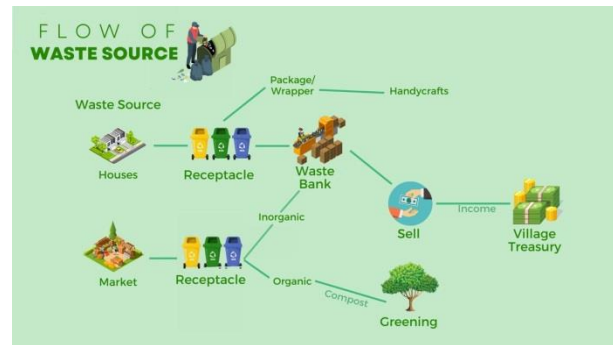 FLOW OF
WASTE SOURCE
Package/
Wrapper
Handycrafts
Waste Source
Houses
Receptacle
Waste
Bank
Inorganic
Sell
Income
Village
Treasury
Market
Receptacle
Organic
Compost
Greening